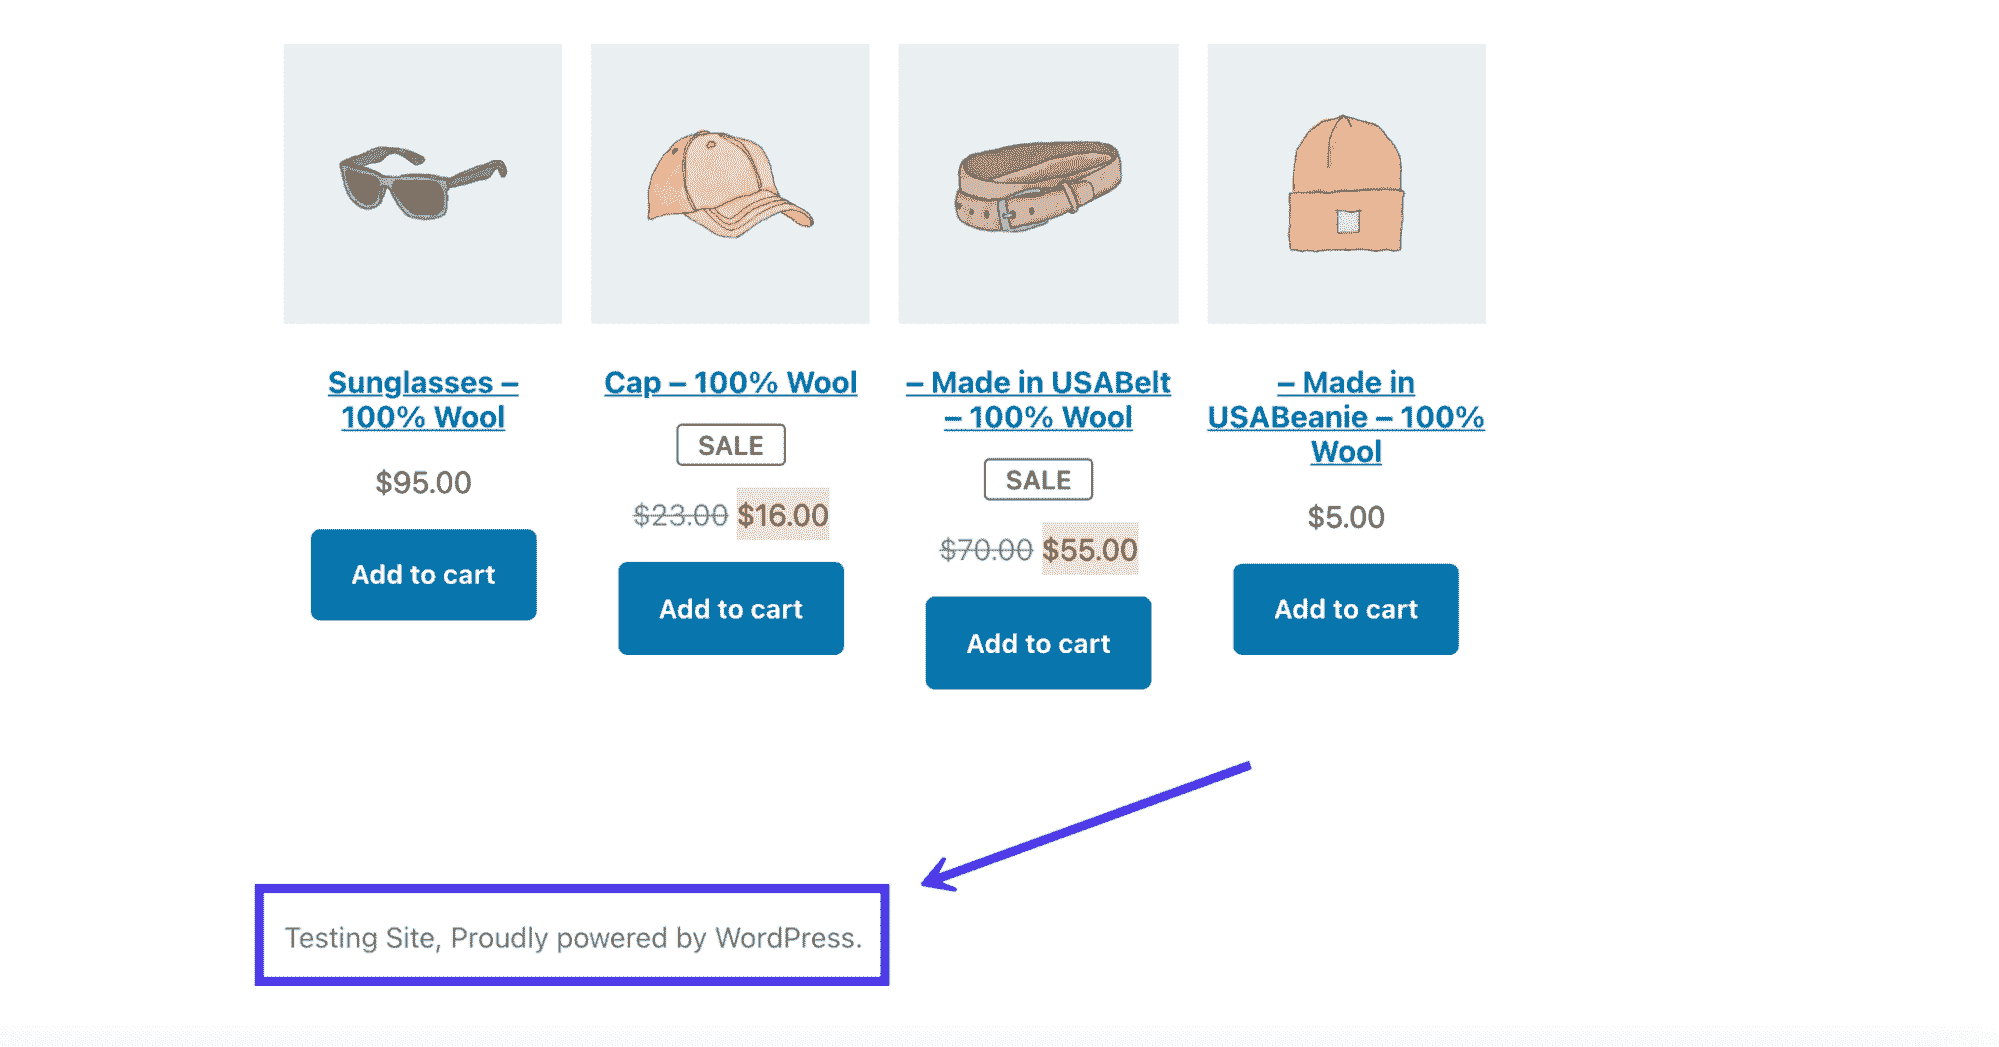 Sunglasses –
100% Wool
$95.00
Add to cart
Cap – 100% Wool
SALE
$23.00 $16.00
Add to cart
– Made in USABelt
– 100% Wool
SALE
$70.00 $55.00
Add to cart
– Made in
USABeanie – 100%
Wool
$5.00
Add to cart
Testing Site, Proudly powered by WordPress.